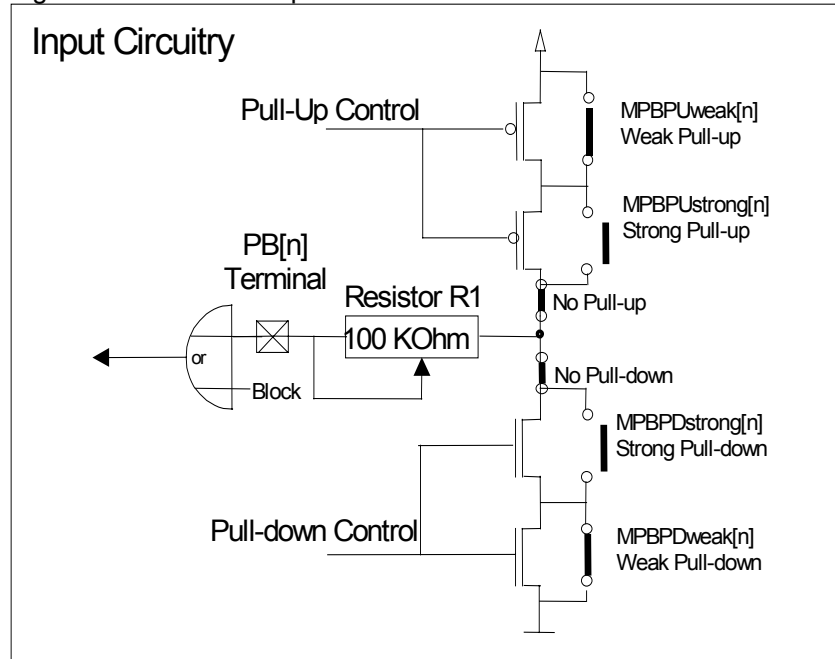 Input Circuitry
Pull-Up Control
MPBPUweak[n]
Weak Pull-up
MPBPUstrong[n]
Strong Pull-up
PB[n]
Terminal
Resistor R1
100 KOhm
No Pull-up
or
Block
No Pull-down
MPBPDstrong[n]
Strong Pull-down
Pull-down Control
MPBPDweak[n]
Weak Pull-down